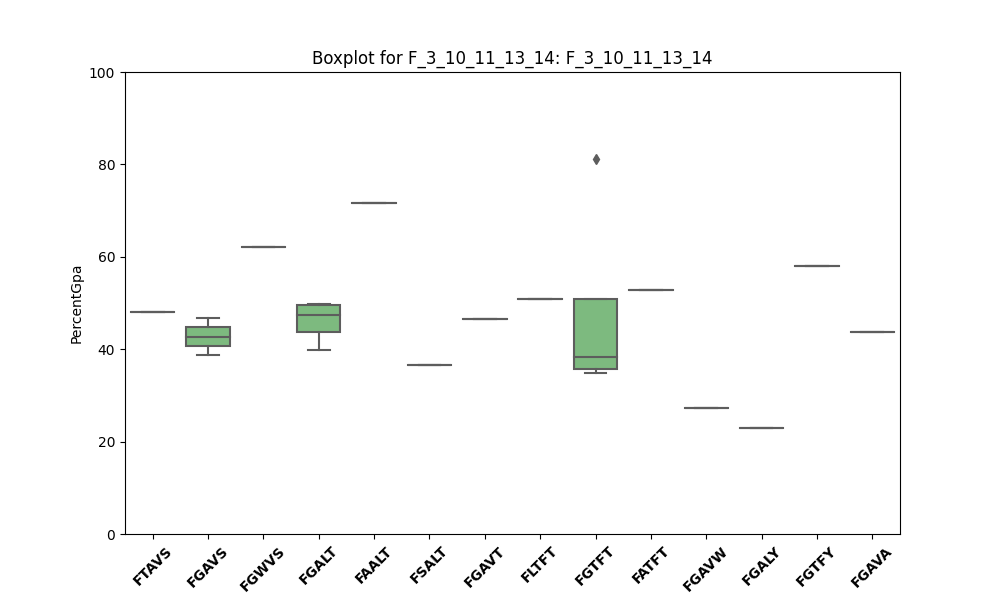 Boxplot for F_3_10_11_13_14: F_3_10_11_13_14
100
80
60
40
20
0
PercentGpa
FTAVS FGAVS FGWVS FGALT FAALT FSALT FGAVT FLTFT FGTFT FATFT FGAVW FGALY FGTFY FGAVA